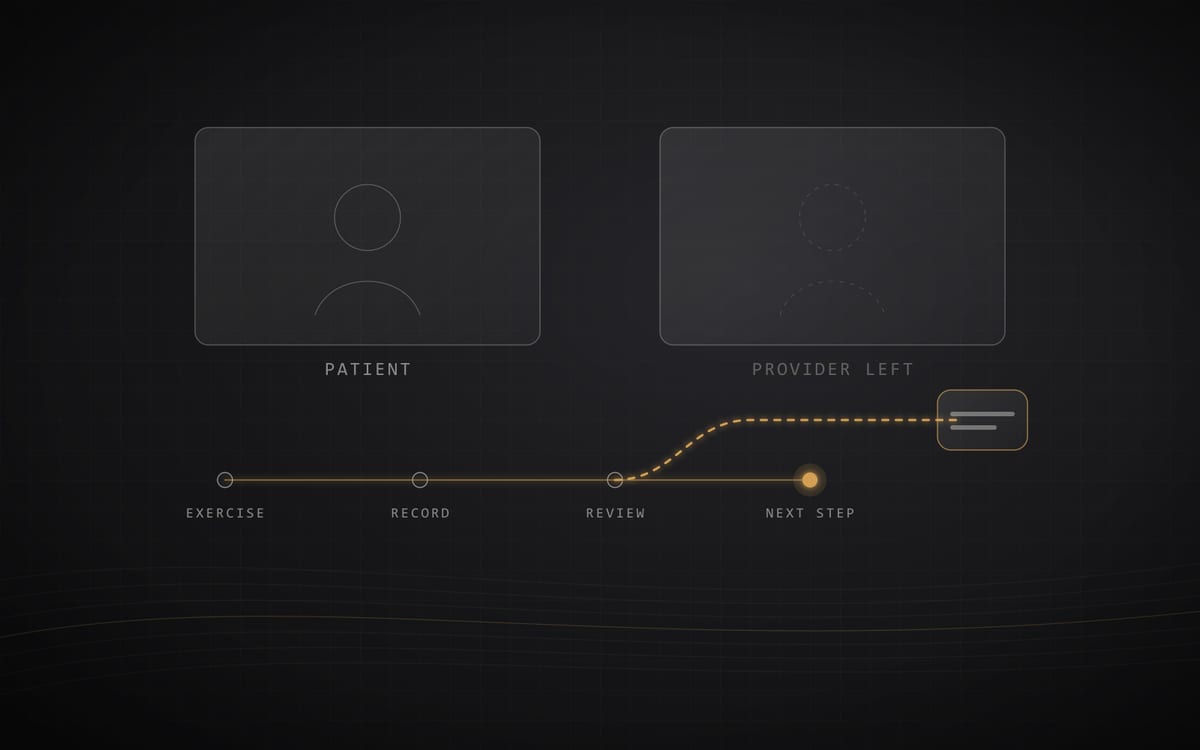 PATIENT
PROVIDER LEFT
EXERCISE
RECORD
REVIEW
NEXT STEP